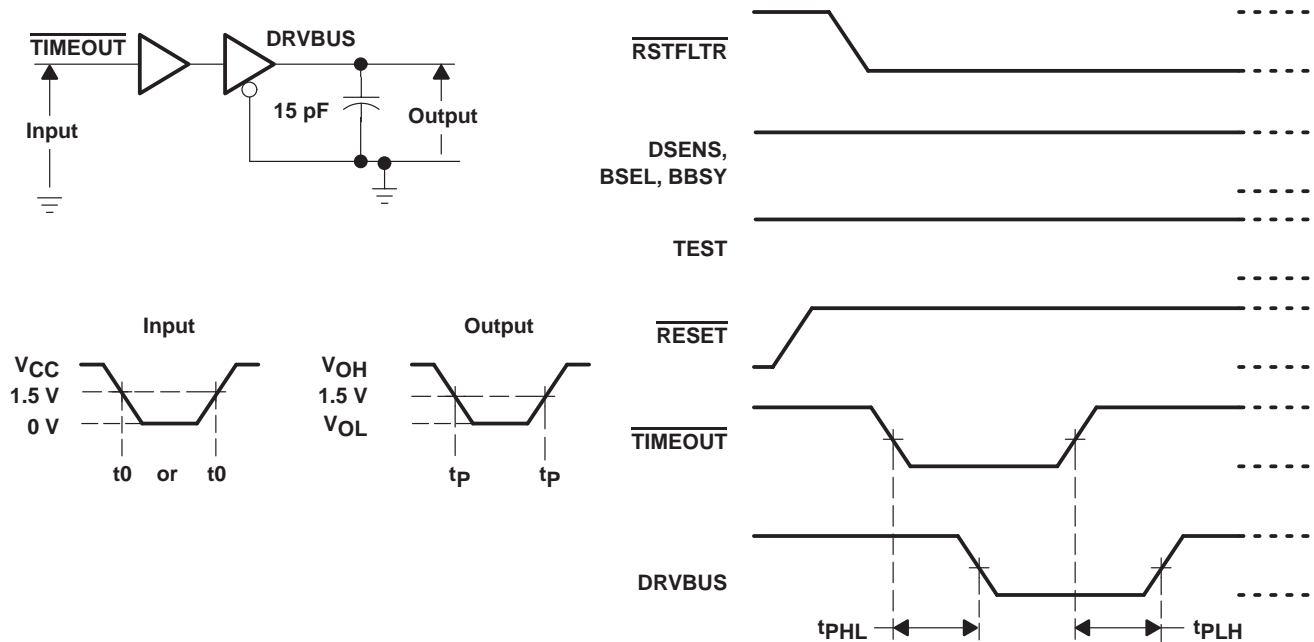 TIMEOUT
DRVBUS
15 pF
Input
Output
Input
VCC
1.5 V
0 V
t0 or t0
Output
VOH
1.5 V
VOL
tP
tP
RSTFLTR
DSENS,
BSEL, BBSY
TEST
RESET
TIMEOUT
DRVBUS
tPHL
tPLH